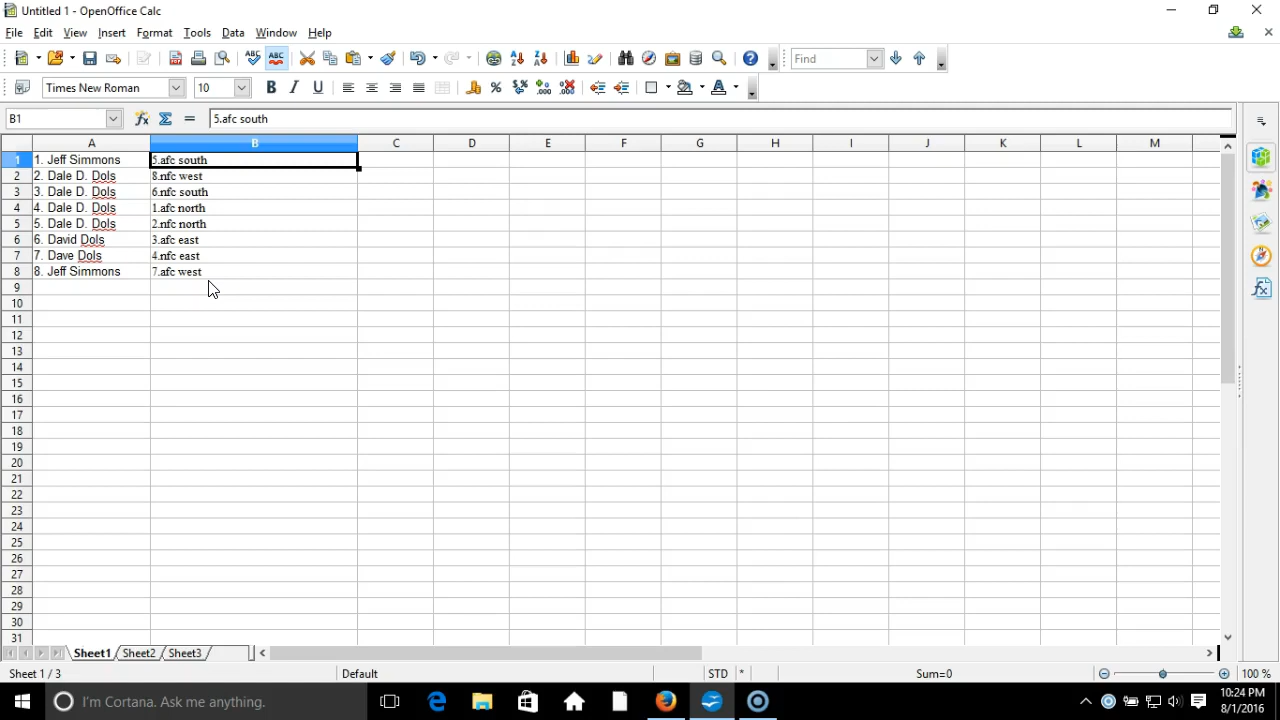 Untitled 1 - OpenOffice Calc
File Edit View Insert Format Tools Data Window Help
ABC ABC Find
Times New Roman 10 B I U
B1 5.afc south
A B C D E F G H I J K L M
1 1. Jeff Simmons 5.afc south
2 2. Dale D. Dols 8.nfc west
3 3. Dale D. Dols 6.nfc south
4 4. Dale D. Dols 1.afc north
5 5. Dale D. Dols 2.nfc north
6 6. David Dols 3.afc east
7 7. Dave Dols 4.nfc east
8 8. Jeff Simmons 7.afc west
9
10
11
12
13
14
15
16
17
18
19
20
21
22
23
24
25
26
27
28
29
30
31
Sheet1 Sheet2 Sheet3
Sheet 1 / 3 Default STD * Sum=0 100 %
I'm Cortana. Ask me anything.
10:24 PM
8/1/2016